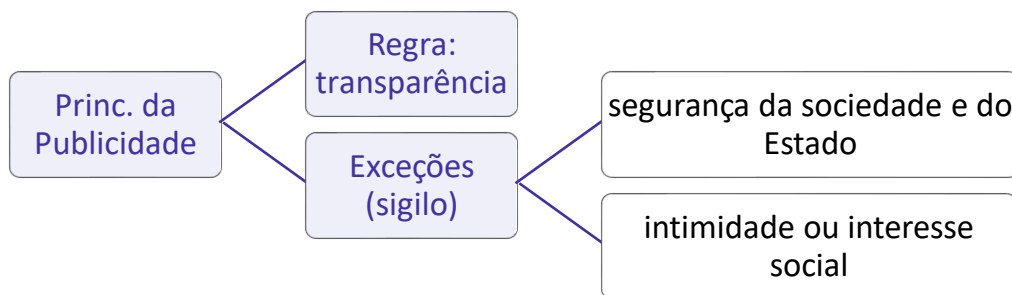 Princ. da
Publicidade
Regra:
transparência
Exceções
(sigilo)
segurança da sociedade e do
Estado
intimidade ou interesse
social